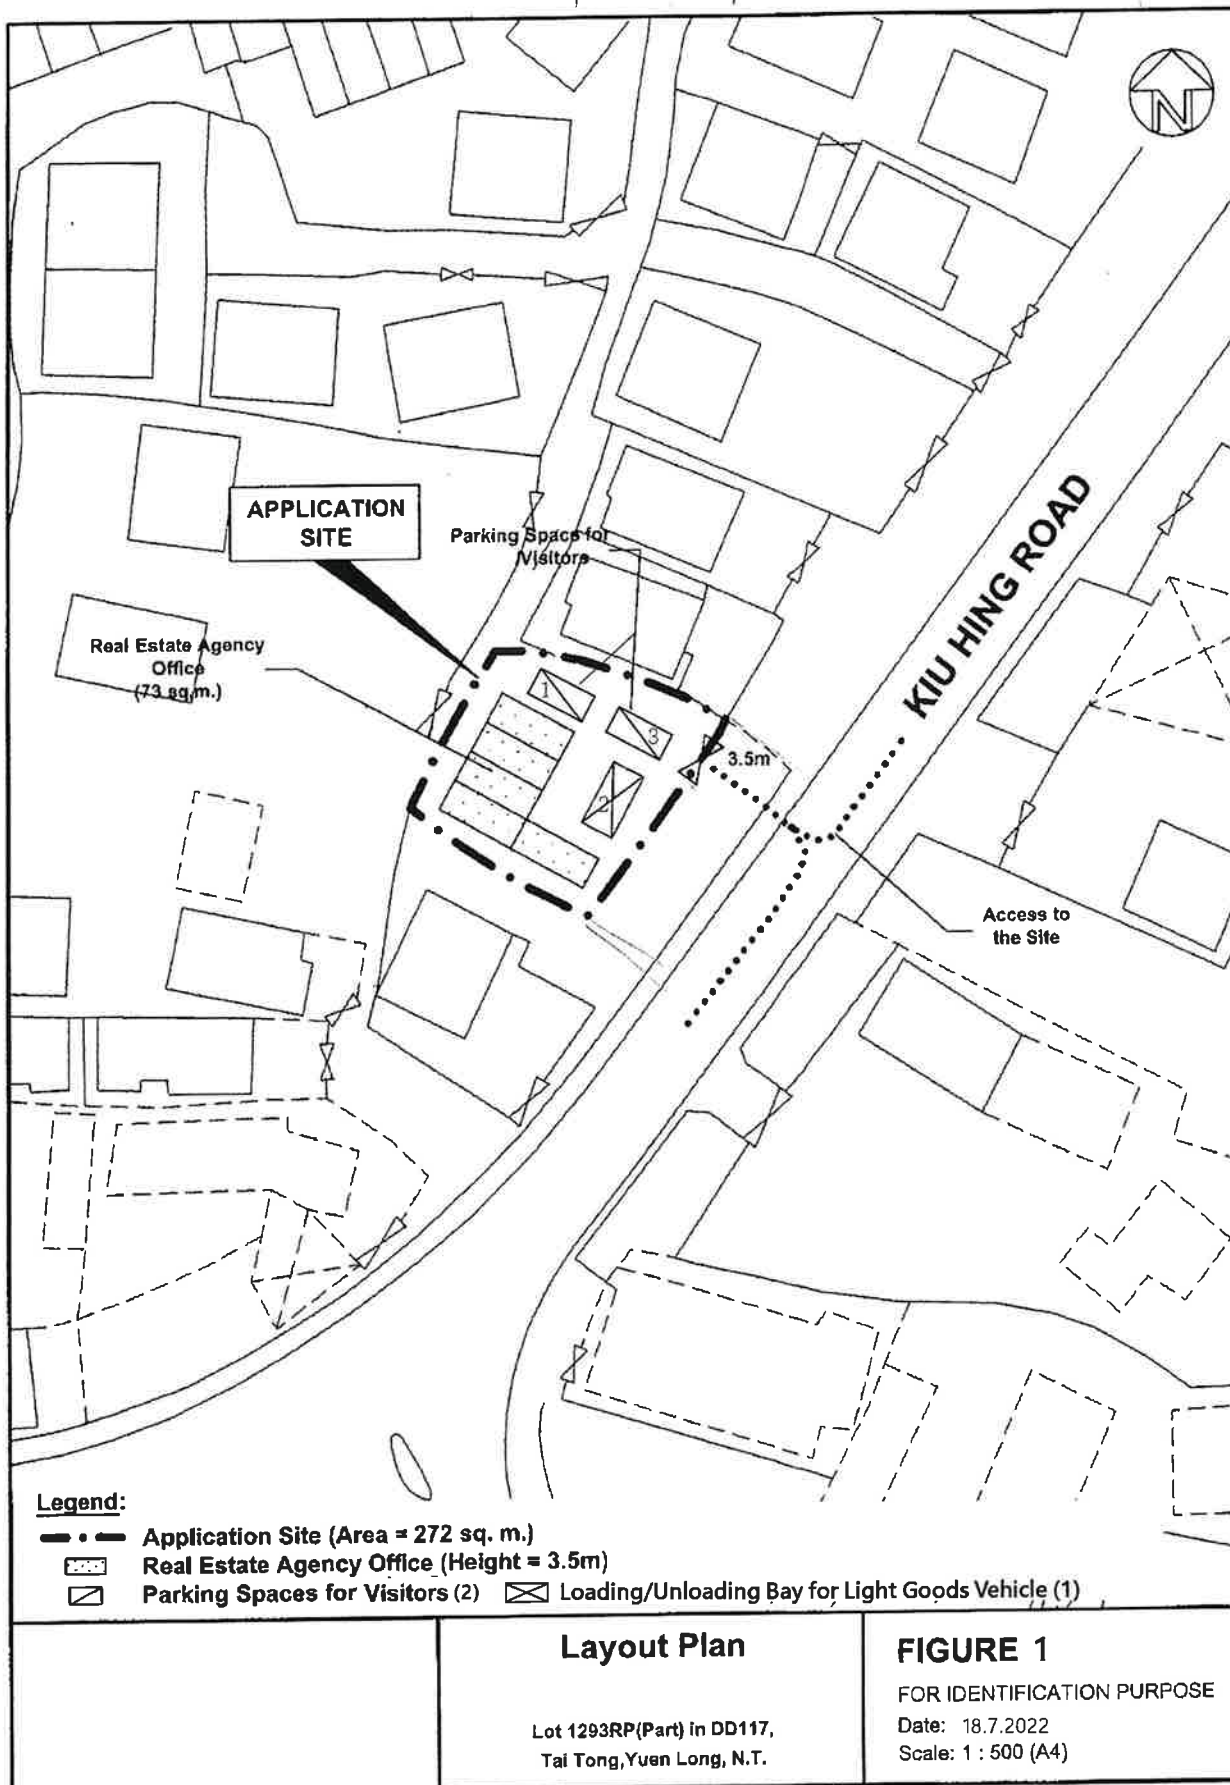 N
APPLICATION
SITE
Parking Space for
Visitors
KIU HING ROAD
Real Estate Agency
Office
(73 sq.m.)
1
3
3.5m
2
Access to
the Site
Legend:
Application Site (Area = 272 sq. m.)
Real Estate Agency Office (Height = 3.5m)
Parking Spaces for Visitors (2) Loading/Unloading Bay for Light Goods Vehicle (1)
Layout Plan
Lot 1293RP(Part) in DD117,
Tai Tong,Yuen Long, N.T.
FIGURE 1
FOR IDENTIFICATION PURPOSE
Date: 18.7.2022
Scale: 1 : 500 (A4)